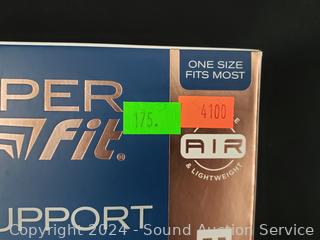 ONE SIZE
FITS MOST
PER
Fit®
175.
4100
AIR
& LIGHTWEIGHT
UPPORT
Copyright 2024 - Sound Auction Service